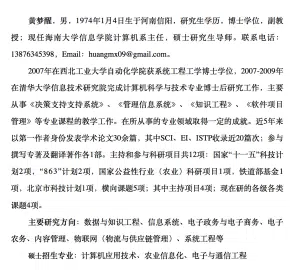 黄梦醒，男，1974年1月4日生于河南信阳，研究生学历，博士学位，副教
授；现任海南大学信息学院计算机系主任，硕士研究生导师。联系电话：
13876345398，Email：huangmx09@gmail.com。
2007年在西北工业大学自动化学院获系统工程工学博士学位，2007-2009年
在清华大学信息技术研究院完成计算机科学与技术专业博士后研究工作，主要
从事《决策支持支持系统》、《管理信息系统》、《知识工程》、《软件项目
管理》等专业课程的教学工作。在所从事的专业领域取得一定的成就。近5年来
以第一作者身份发表学术论文30余篇，其中SCI、EI、ISTP收录近20篇次；参与
撰写专著及翻译著作各1部。主持和参与科研项目共12项：国家“十一五”科技计
划2项，“863”计划2项，国家公益性行业（农业）科研项目1项，铁道部基金1
项，北京市科技计划1项，横向课题5项；其中主持项目4项；现在研的各级各类
课题4项。
主要研究方向：数据与知识工程、信息系统、电子政务与电子商务、电子
农务、内容管理、物联网（物流与供应链管理）、系统工程等
硕士招生专业：计算机应用技术、农业信息化、电子与通信工程